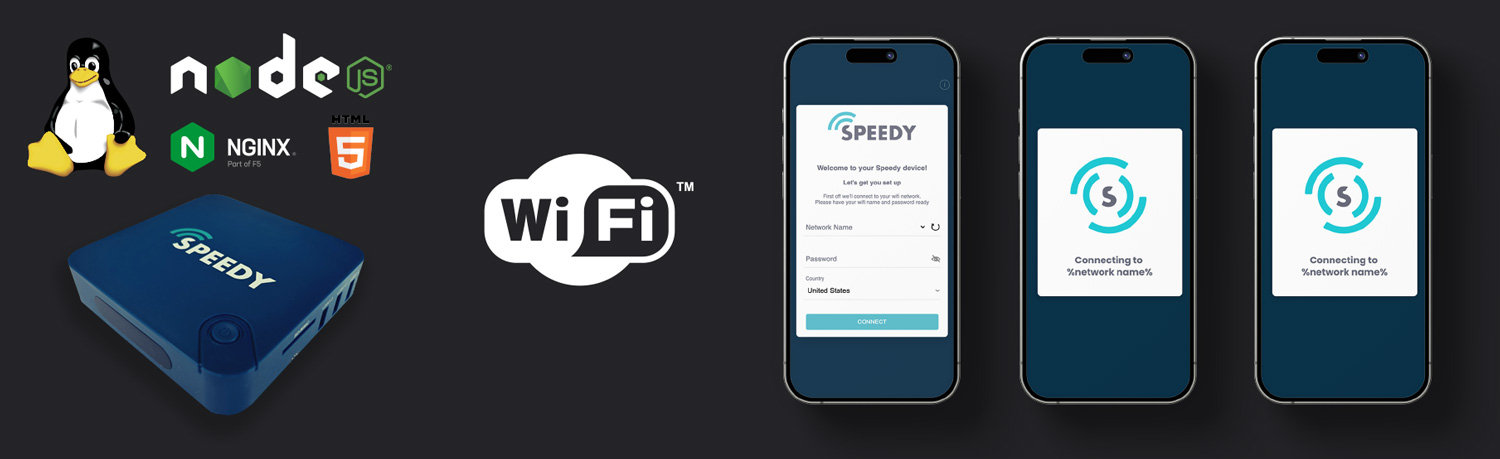 node
JS
®
N
NGINX
Part of F5
HTML
5
SPEEDY
Wi Fi
TM
SPEEDY
Welcome to your Speedy device!
Let's get you set up
First off we'll connect to your wifi network.
Please have your wifi name and password ready
Network Name
Password
Country
United States
CONNECT
S
Connecting to
%network name%
S
Connecting to
%network name%